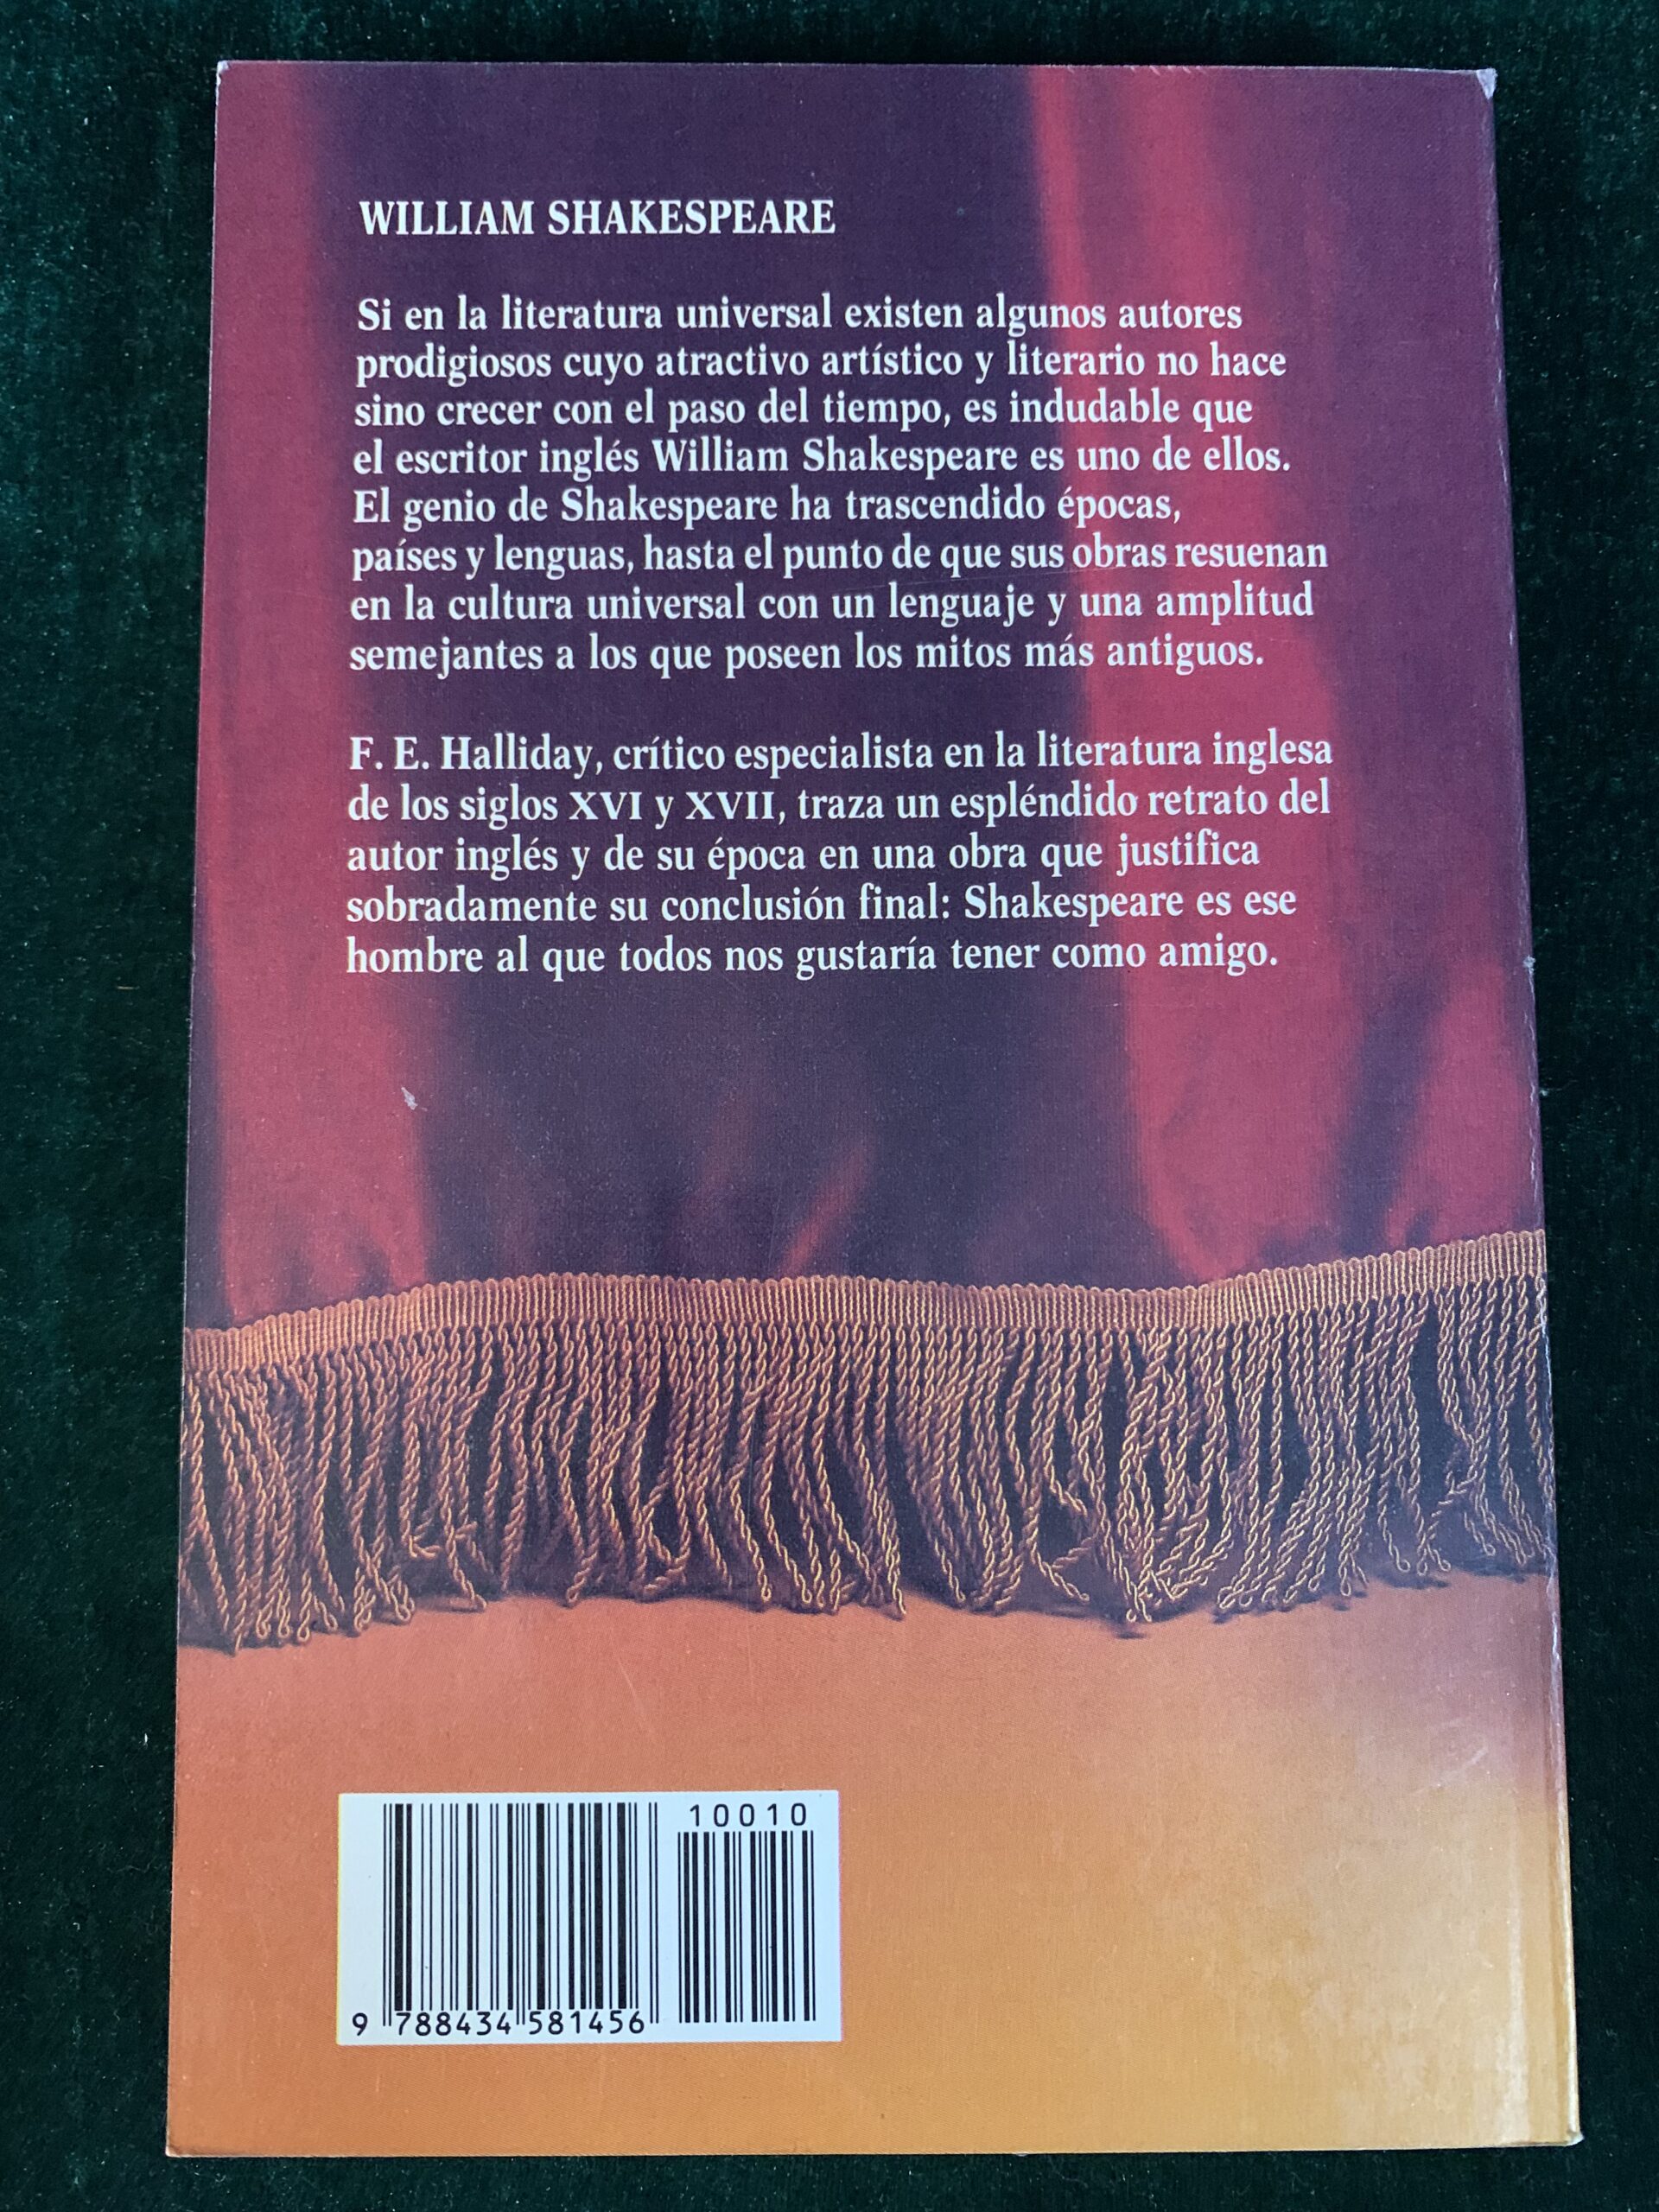 WILLIAM SHAKESPEARE
Si en la literatura universal existen algunos autores
prodigiosos cuyo atractivo artístico y literario no hace
sino crecer con el paso del tiempo, es indudable que
el escritor inglés William Shakespeare es uno de ellos.
El genio de Shakespeare ha trascendido épocas,
países y lenguas, hasta el punto de que sus obras resuenan
en la cultura universal con un lenguaje y una amplitud
semejantes a los que poseen los mitos más antiguos.
F. E. Halliday, crítico especialista en la literatura inglesa
de los siglos XVI y XVII, traza un espléndido retrato del
autor inglés y de su época en una obra que justifica
sobradamente su conclusión final: Shakespeare es ese
hombre al que todos nos gustaría tener como amigo.
10010
9 788434 581456